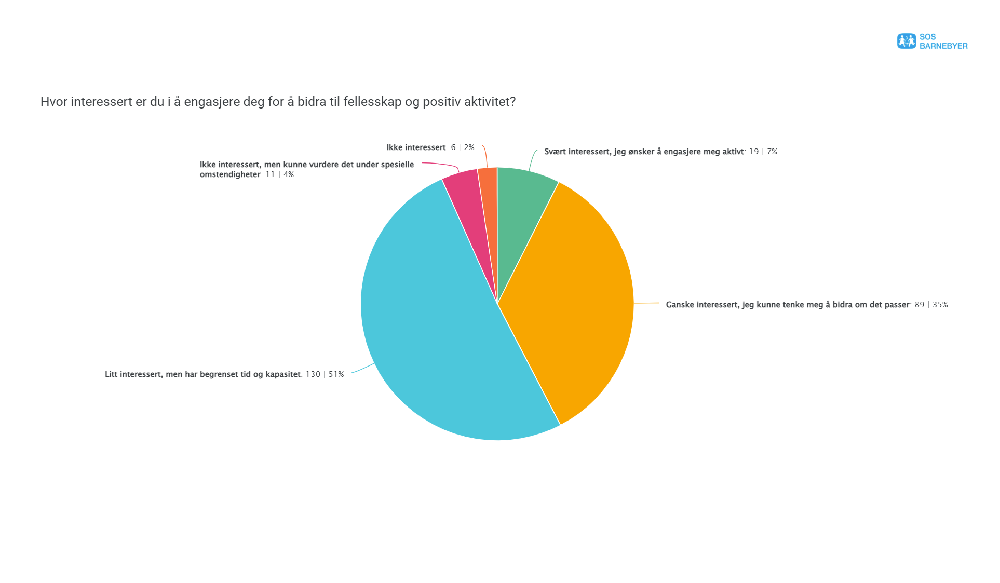 SOS
BARNEBYER
Hvor interessert er du i å engasjere deg for å bidra til fellesskap og positiv aktivitet?
Ikke interessert: 6 | 2%
Svært interessert, jeg ønsker å engasjere meg aktivt: 19 | 7%
Ikke interessert, men kunne vurdere det under spesielle
omstendigheter: 11 | 4%
Ganske interessert, jeg kunne tenke meg å bidra om det passer: 89 | 35%
Litt interessert, men har begrenset tid og kapasitet: 130 | 51%